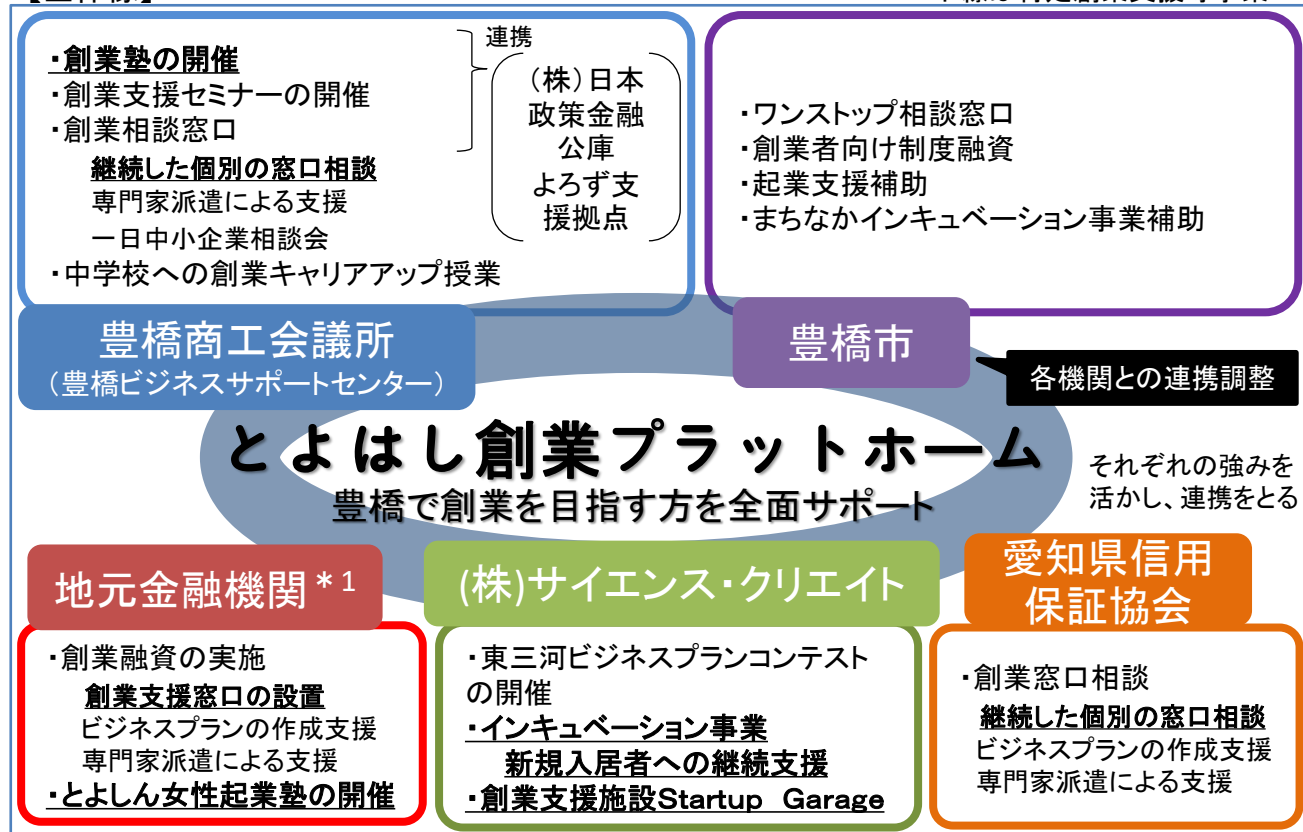 ・創業塾の開催
・創業支援セミナーの開催
・創業相談窓口
継続した個別の窓口相談
専門家派遣による支援
一日中小企業相談会
・中学校への創業キャリアアップ授業
連携
(株)日本
政策金融
公庫
よろず支
援拠点
・ワンストップ相談窓口
・創業者向け制度融資
・起業支援補助
・まちなかインキュベーション事業補助
豊橋商工会議所
(豊橋ビジネスサポートセンター)
豊橋市
各機関との連携調整
とよはし創業プラットホーム
豊橋で創業を目指す方を全面サポート
それぞれの強みを
活かし、連携をとる
地元金融機関*1
・創業融資の実施
創業支援窓口の設置
ビジネスプランの作成支援
専門家派遣による支援
・とよしん女性起業塾の開催
(株)サイエンス・クリエイト
・東三河ビジネスプランコンテスト
の開催
・インキュベーション事業
新規入居者への継続支援
・創業支援施設Startup Garage
愛知県信用
保証協会
・創業窓口相談
継続した個別の窓口相談
ビジネスプランの作成支援
専門家派遣による支援